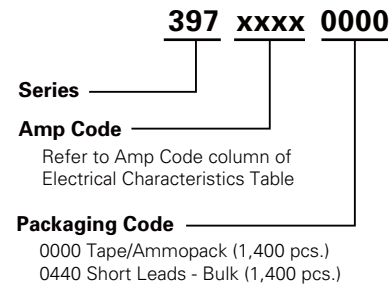 397 xxxx 0000
Series
Amp Code
Refer to Amp Code column of
Electrical Characteristics Table
Packaging Code
0000 Tape/Ammopack (1,400 pcs.)
0440 Short Leads - Bulk (1,400 pcs.)